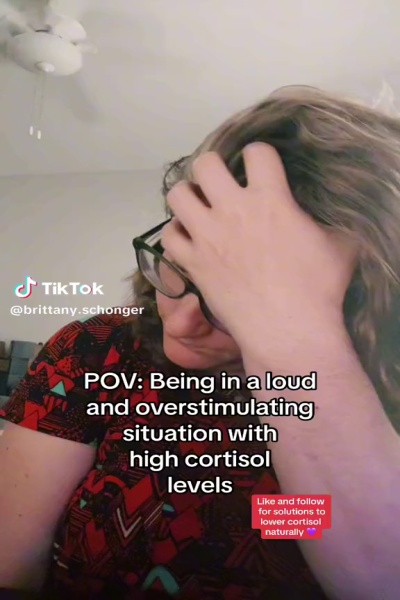 TikTok
@brittany.schonger
POV: Being in a loud
and overstimulating
situation with
high cortisol
levels
Like and follow
for solutions to
lower cortisol
naturally 💜